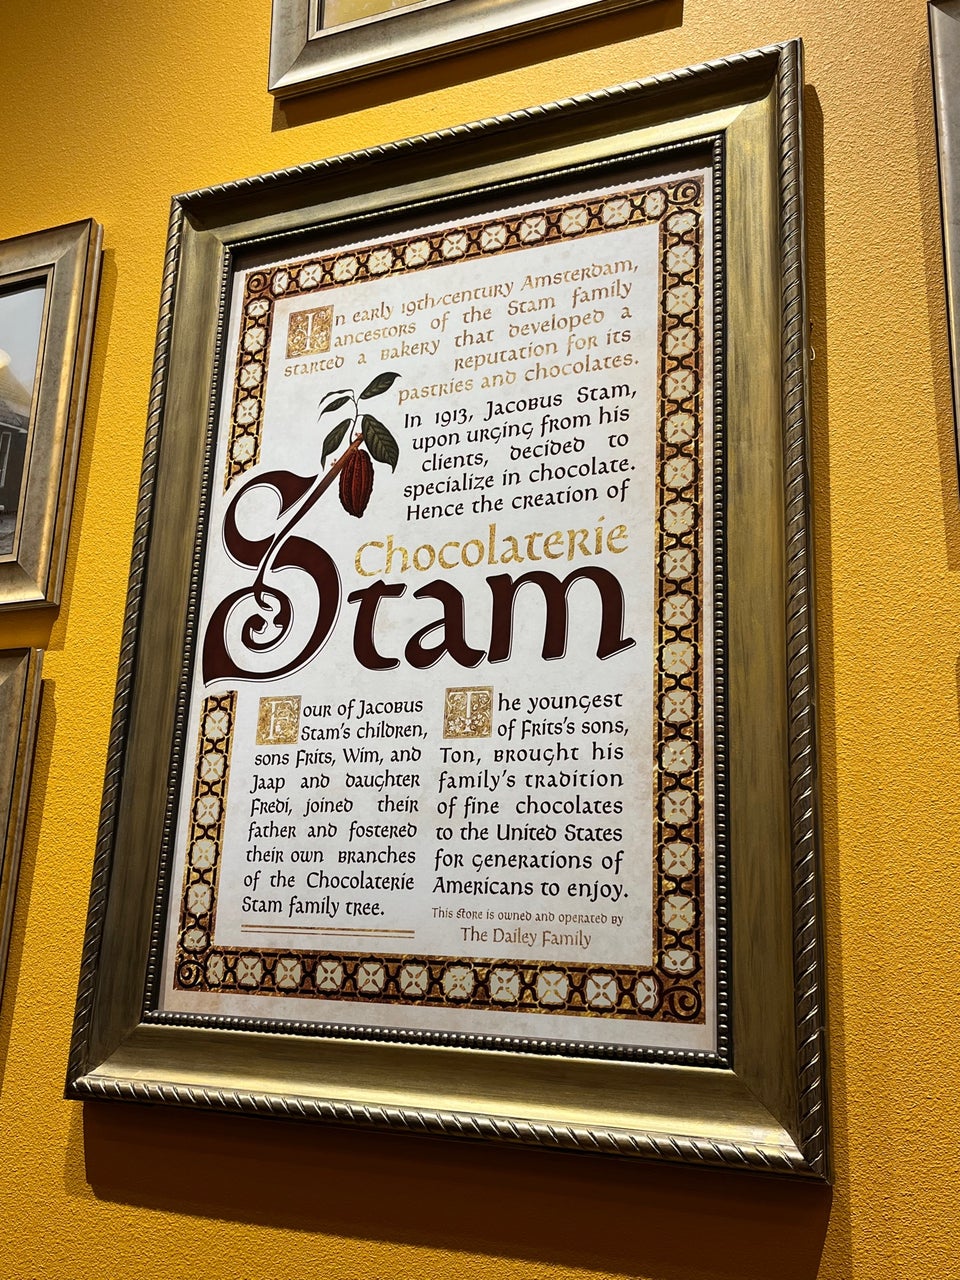 In early 19th-century Amsterdam,
ancestors of the Stam family
started a bakery that developed a
reputation for its
pastries and chocolates.
In 1913, Jacobus Stam,
upon urging from his
clients, decided to
specialize in chocolate.
Hence the creation of
Chocolaterie
Stam
Four of Jacobus
Stam's children,
sons Frits, Wim, and
Jaap and daughter
Fredi, joined their
father and fostered
their own branches
of the Chocolaterie
Stam family tree.
The youngest
of Frits's sons,
Ton, brought his
family's tradition
of fine chocolates
to the United States
for generations of
Americans to enjoy.
This store is owned and operated by
The Dailey Family